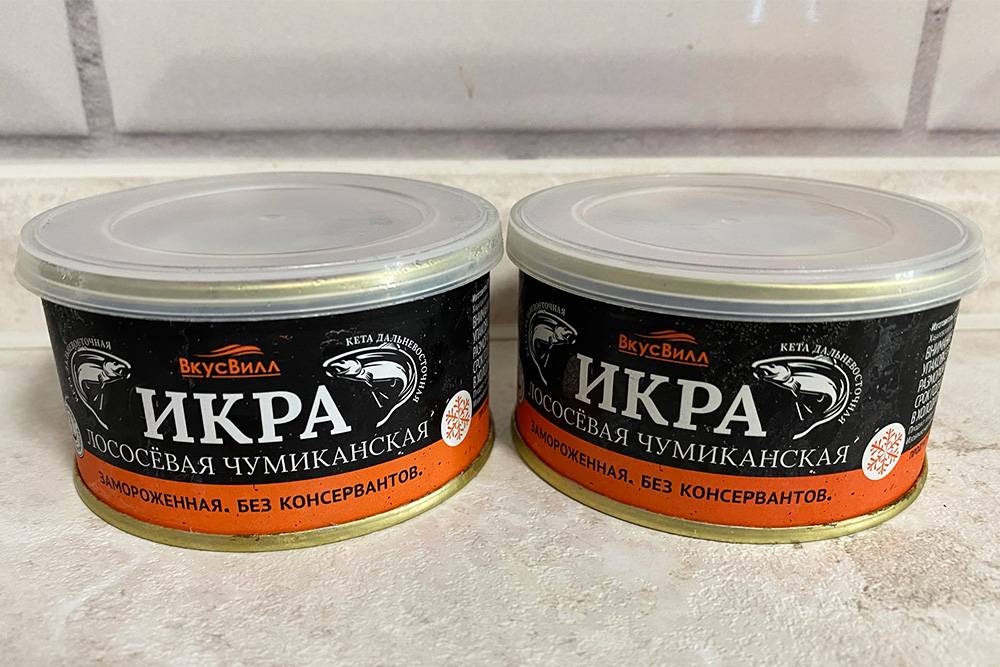 КЕТА ДАЛЬНЕВОСТОЧНАЯ
ВкусВилл
ИКРА
ЛОСОСЁВАЯ ЧУМИКАНСКАЯ
ЗАМОРОЖЕННАЯ. БЕЗ КОНСЕРВАНТОВ.
КЕТА ДАЛЬНЕВОСТОЧНАЯ
ВкусВилл
ИКРА
ЛОСОСЁВАЯ ЧУМИКАНСКАЯ
ЗАМОРОЖЕННАЯ. БЕЗ КОНСЕРВАНТОВ.